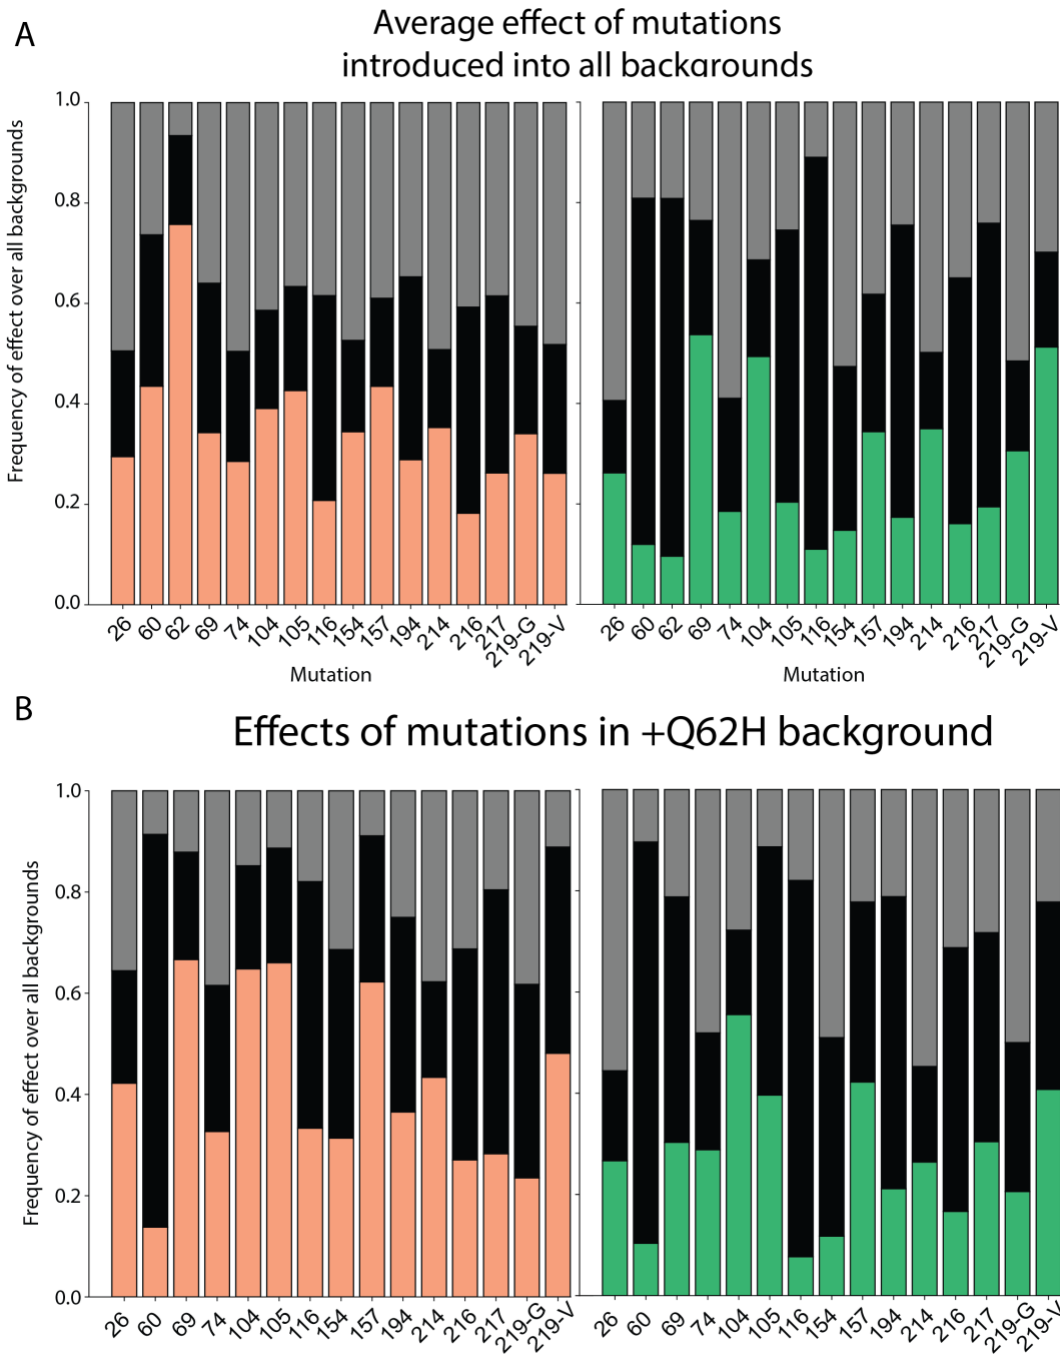 A
Average effect of mutations
introduced into all backgrounds
Frequency of effect over all backgrounds
1.0
0.8
0.6
0.4
0.2
0.0
26 60 62 69 74 104 105 116 154 157 194 214 216 217 219-G 219-V
Mutation
26 60 62 69 74 104 105 116 154 157 194 214 216 217 219-G 219-V
Mutation
B
Effects of mutations in +Q62H background
Frequency of effect over all backgrounds
1.0
0.8
0.6
0.4
0.2
0.0
26 60 69 74 104 105 116 154 157 194 214 216 217 219-G 219-V
26 60 69 74 104 105 116 154 157 194 214 216 217 219-G 219-V